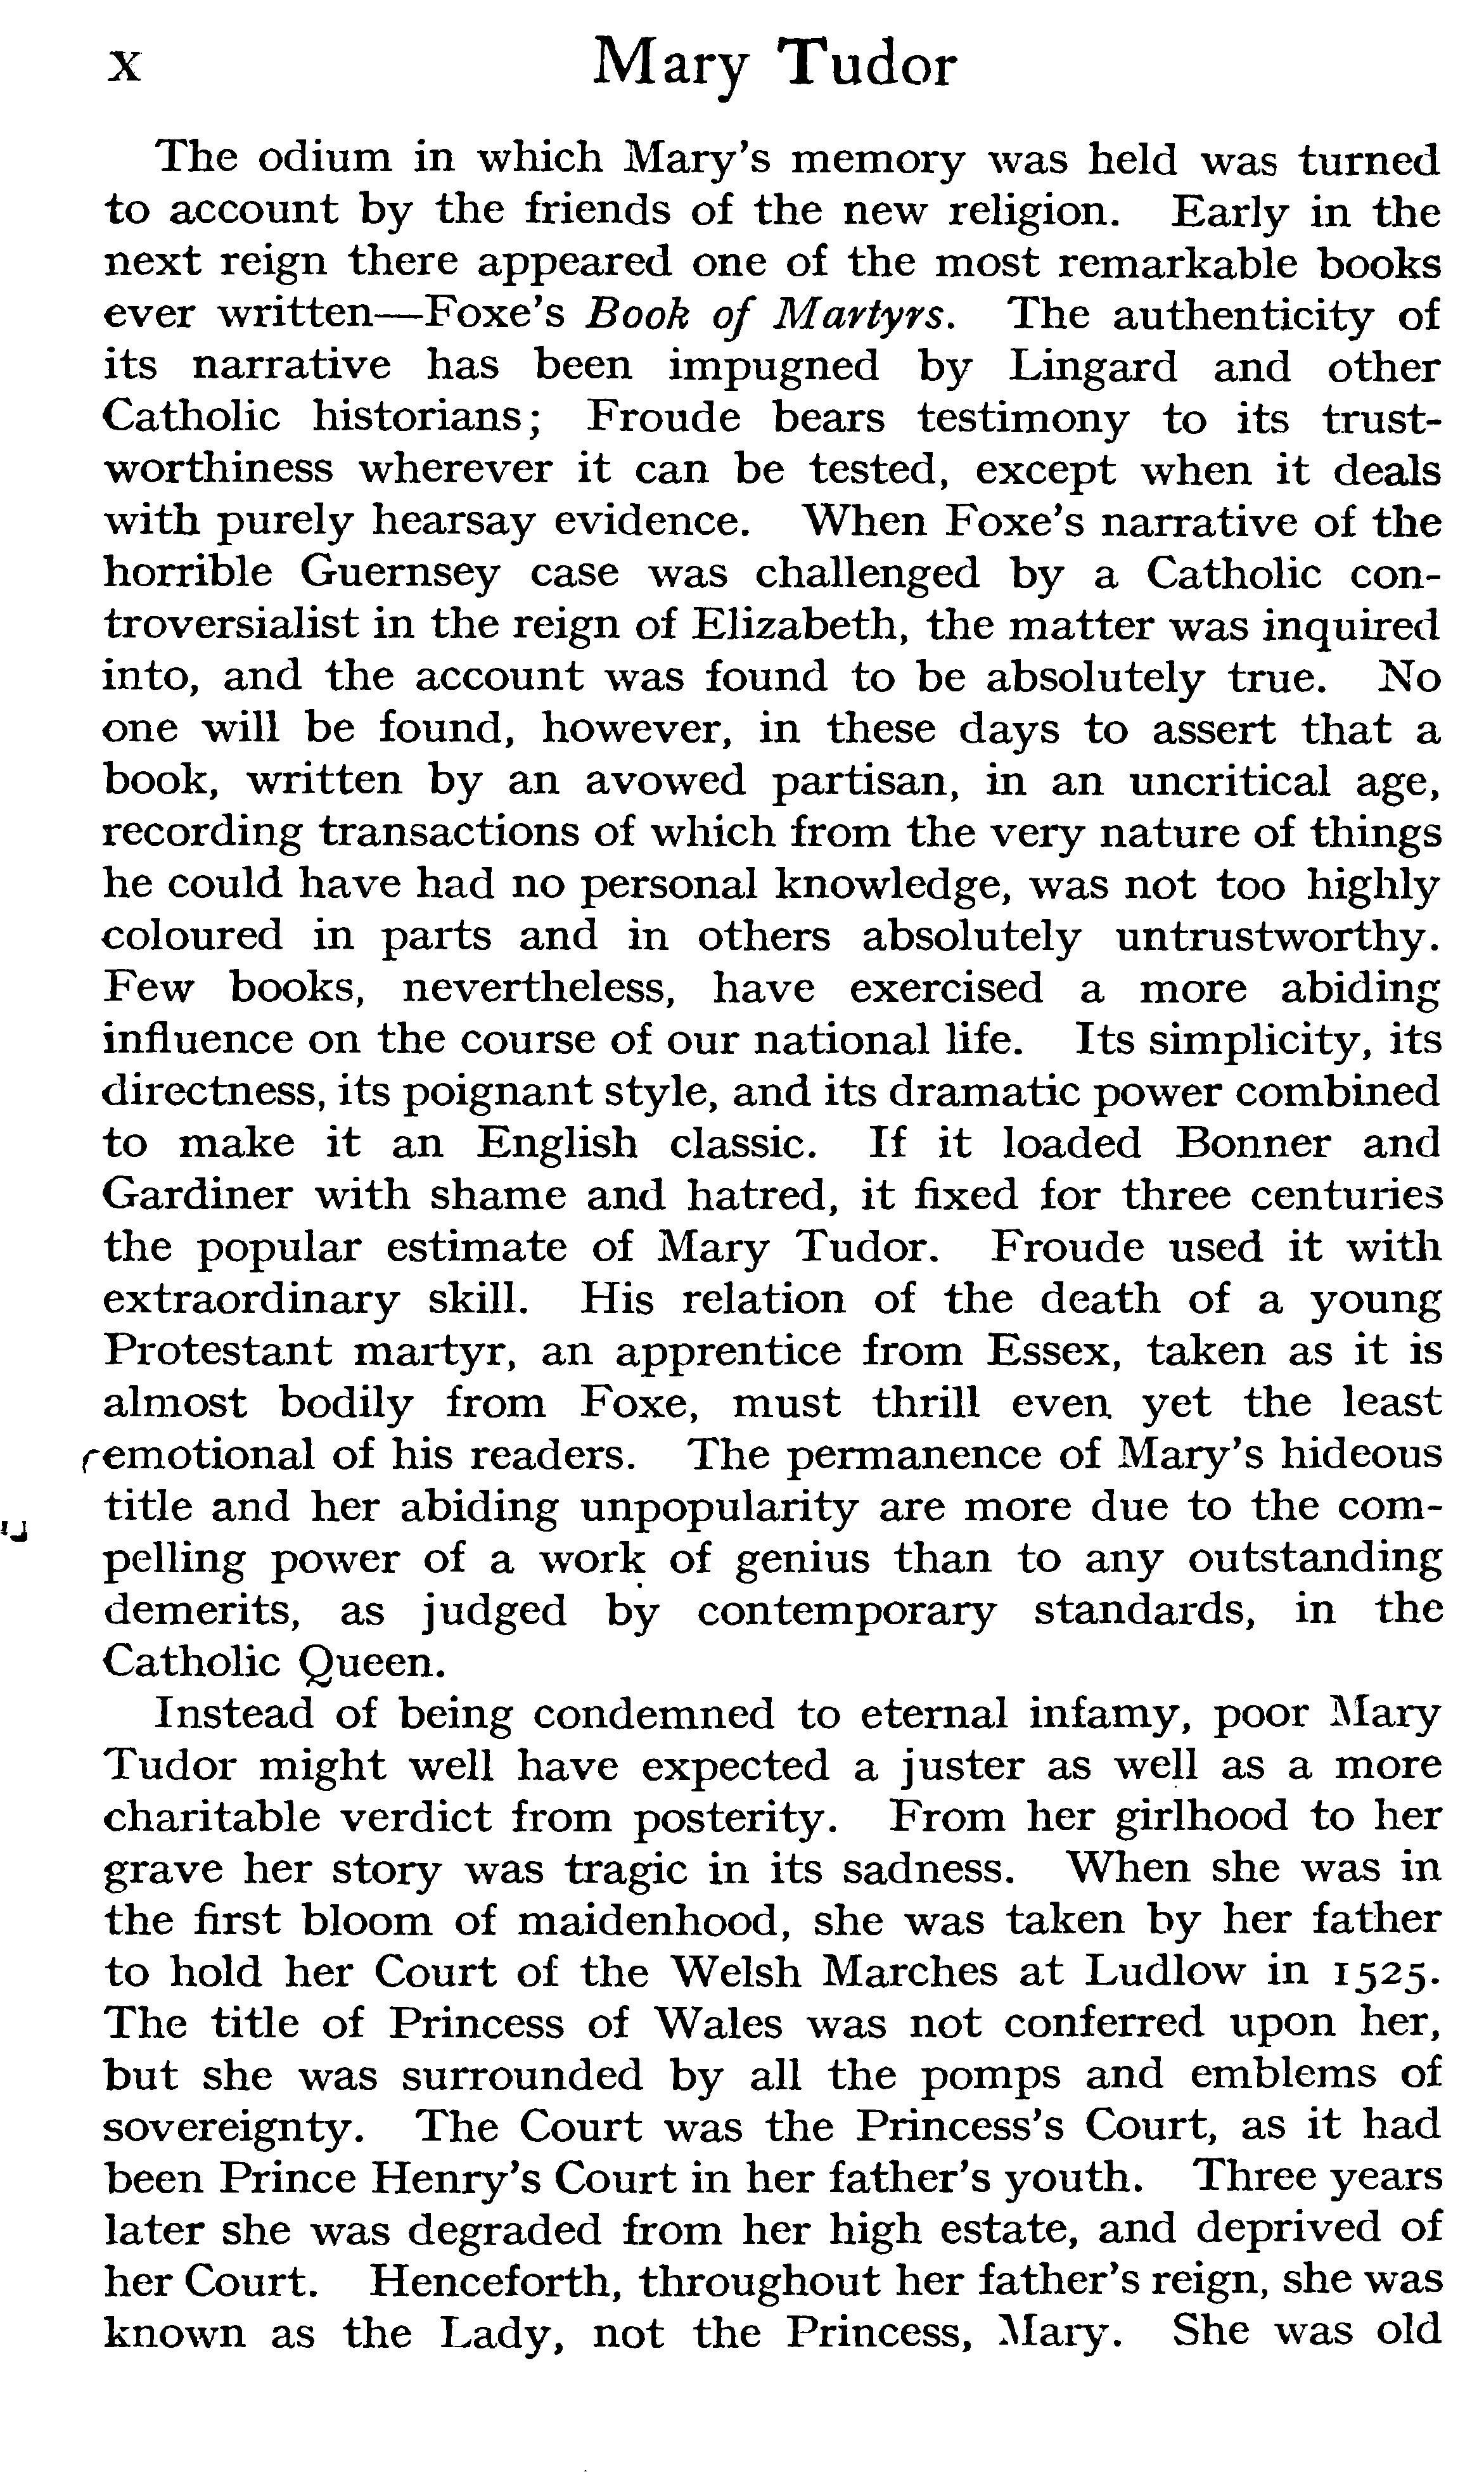 x Mary Tudor
The odium in which Mary's memory was held was turned
to account by the friends of the new religion. Early in the
next reign there appeared one of the most remarkable books
ever written—Foxe's Book of Martyrs. The authenticity of
its narrative has been impugned by Lingard and other
Catholic historians; Froude bears testimony to its trust-
worthiness wherever it can be tested, except when it deals
with purely hearsay evidence. When Foxe's narrative of the
horrible Guernsey case was challenged by a Catholic con-
troversialist in the reign of Elizabeth, the matter was inquired
into, and the account was found to be absolutely true. No
one will be found, however, in these days to assert that a
book, written by an avowed partisan, in an uncritical age,
recording transactions of which from the very nature of things
he could have had no personal knowledge, was not too highly
coloured in parts and in others absolutely untrustworthy.
Few books, nevertheless, have exercised a more abiding
influence on the course of our national life. Its simplicity, its
directness, its poignant style, and its dramatic power combined
to make it an English classic. If it loaded Bonner and
Gardiner with shame and hatred, it fixed for three centuries
the popular estimate of Mary Tudor. Froude used it with
extraordinary skill. His relation of the death of a young
Protestant martyr, an apprentice from Essex, taken as it is
almost bodily from Foxe, must thrill even yet the least
emotional of his readers. The permanence of Mary's hideous
title and her abiding unpopularity are more due to the com-
pelling power of a work of genius than to any outstanding
demerits, as judged by contemporary standards, in the
Catholic Queen.
Instead of being condemned to eternal infamy, poor Mary
Tudor might well have expected a juster as well as a more
charitable verdict from posterity. From her girlhood to her
grave her story was tragic in its sadness. When she was in
the first bloom of maidenhood, she was taken by her father
to hold her Court of the Welsh Marches at Ludlow in 1525.
The title of Princess of Wales was not conferred upon her,
but she was surrounded by all the pomps and emblems of
sovereignty. The Court was the Princess's Court, as it had
been Prince Henry's Court in her father's youth. Three years
later she was degraded from her high estate, and deprived of
her Court. Henceforth, throughout her father's reign, she was
known as the Lady, not the Princess, Mary. She was old